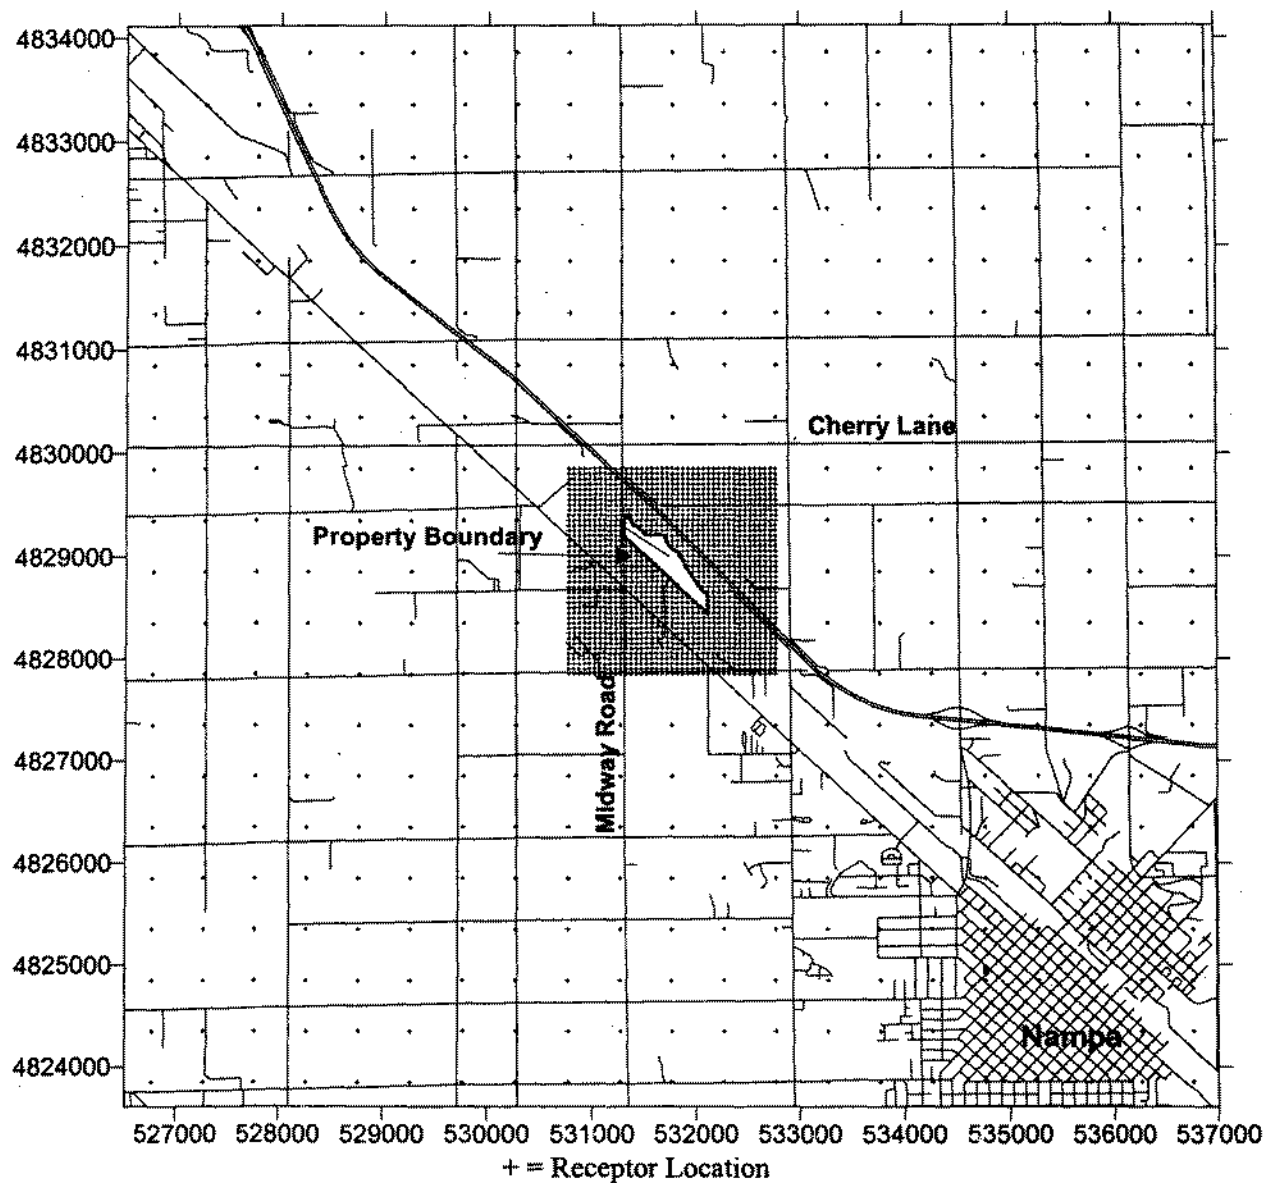 4834000
4833000
4832000
4831000
Cherry Lane
4830000
Property Boundary
4829000
4828000
Midway Road
4827000
4826000
4825000
Nampa
4824000
527000 528000 529000 530000 531000 532000 533000 534000 535000 536000 537000
+ = Receptor Location